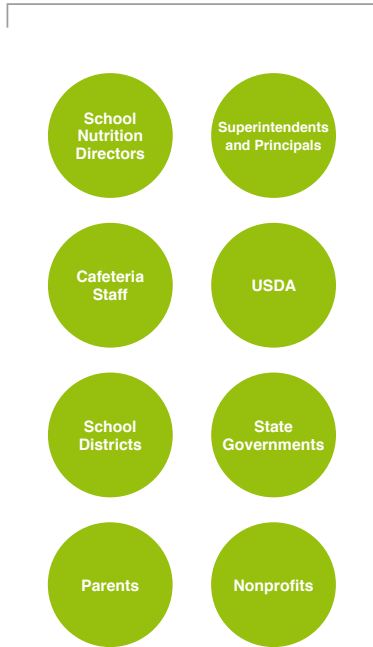 School
Nutrition
Directors
Superintendents
and Principals
Cafeteria
Staff
USDA
School
Districts
State
Governments
Parents
Nonprofits